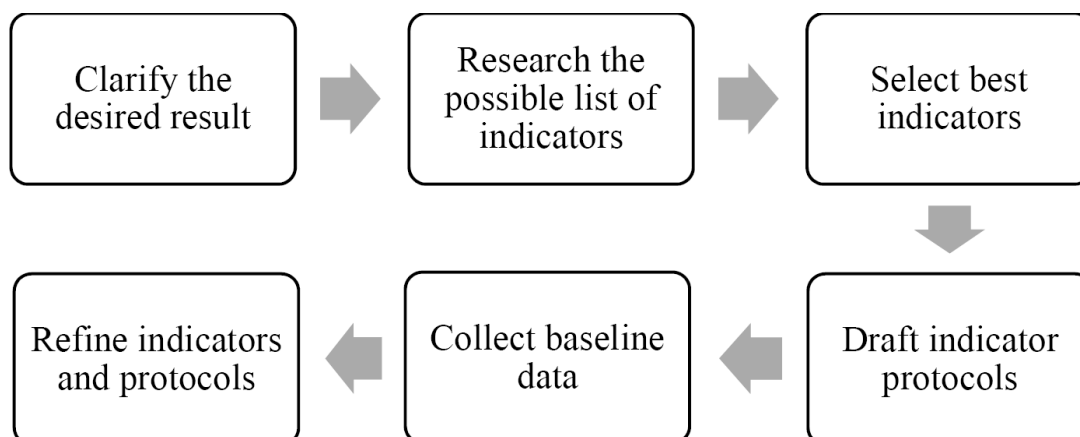 Clarify the
desired result
Research the
possible list of
indicators
Select best
indicators
Draft indicator
protocols
Collect baseline
data
Refine indicators
and protocols